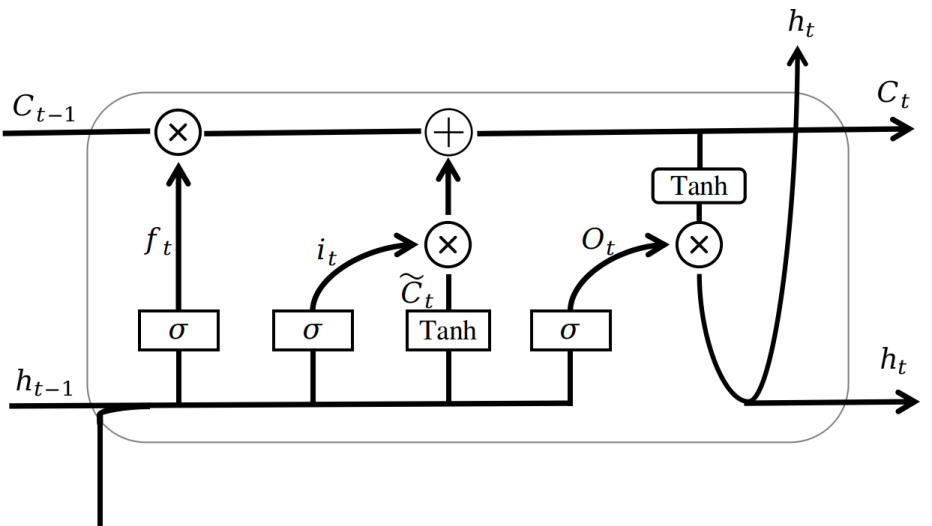 h_t
C_{t−1}
C_t
×
+
Tanh
f_t
i_t
×
O_t
×
C̃_t
σ
σ
Tanh
σ
h_{t−1}
h_t